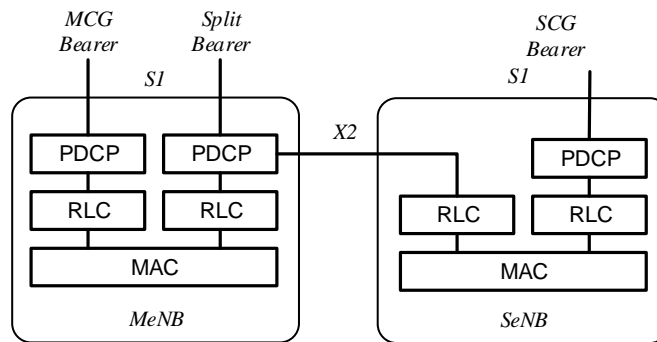 MCG Bearer
Split Bearer
SCG Bearer
S1
S1
X2
PDCP
PDCP
PDCP
RLC
RLC
RLC
RLC
MAC
MAC
MeNB
SeNB